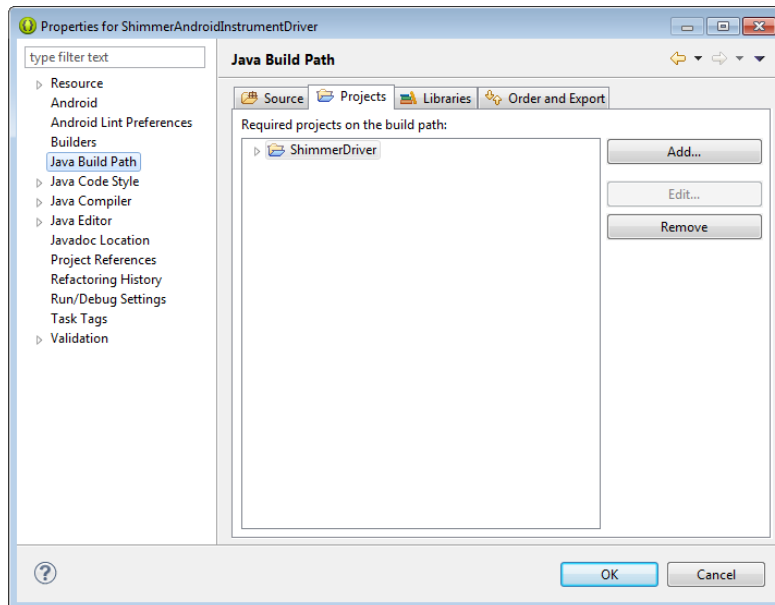 Properties for ShimmerAndroidInstrumentDriver
type filter text
Resource
Android
Android Lint Preferences
Builders
Java Build Path
Java Code Style
Java Compiler
Java Editor
Javadoc Location
Project References
Refactoring History
Run/Debug Settings
Task Tags
Validation
Java Build Path
Source Projects Libraries Order and Export
Required projects on the build path:
ShimmerDriver
Add...
Edit...
Remove
? OK Cancel